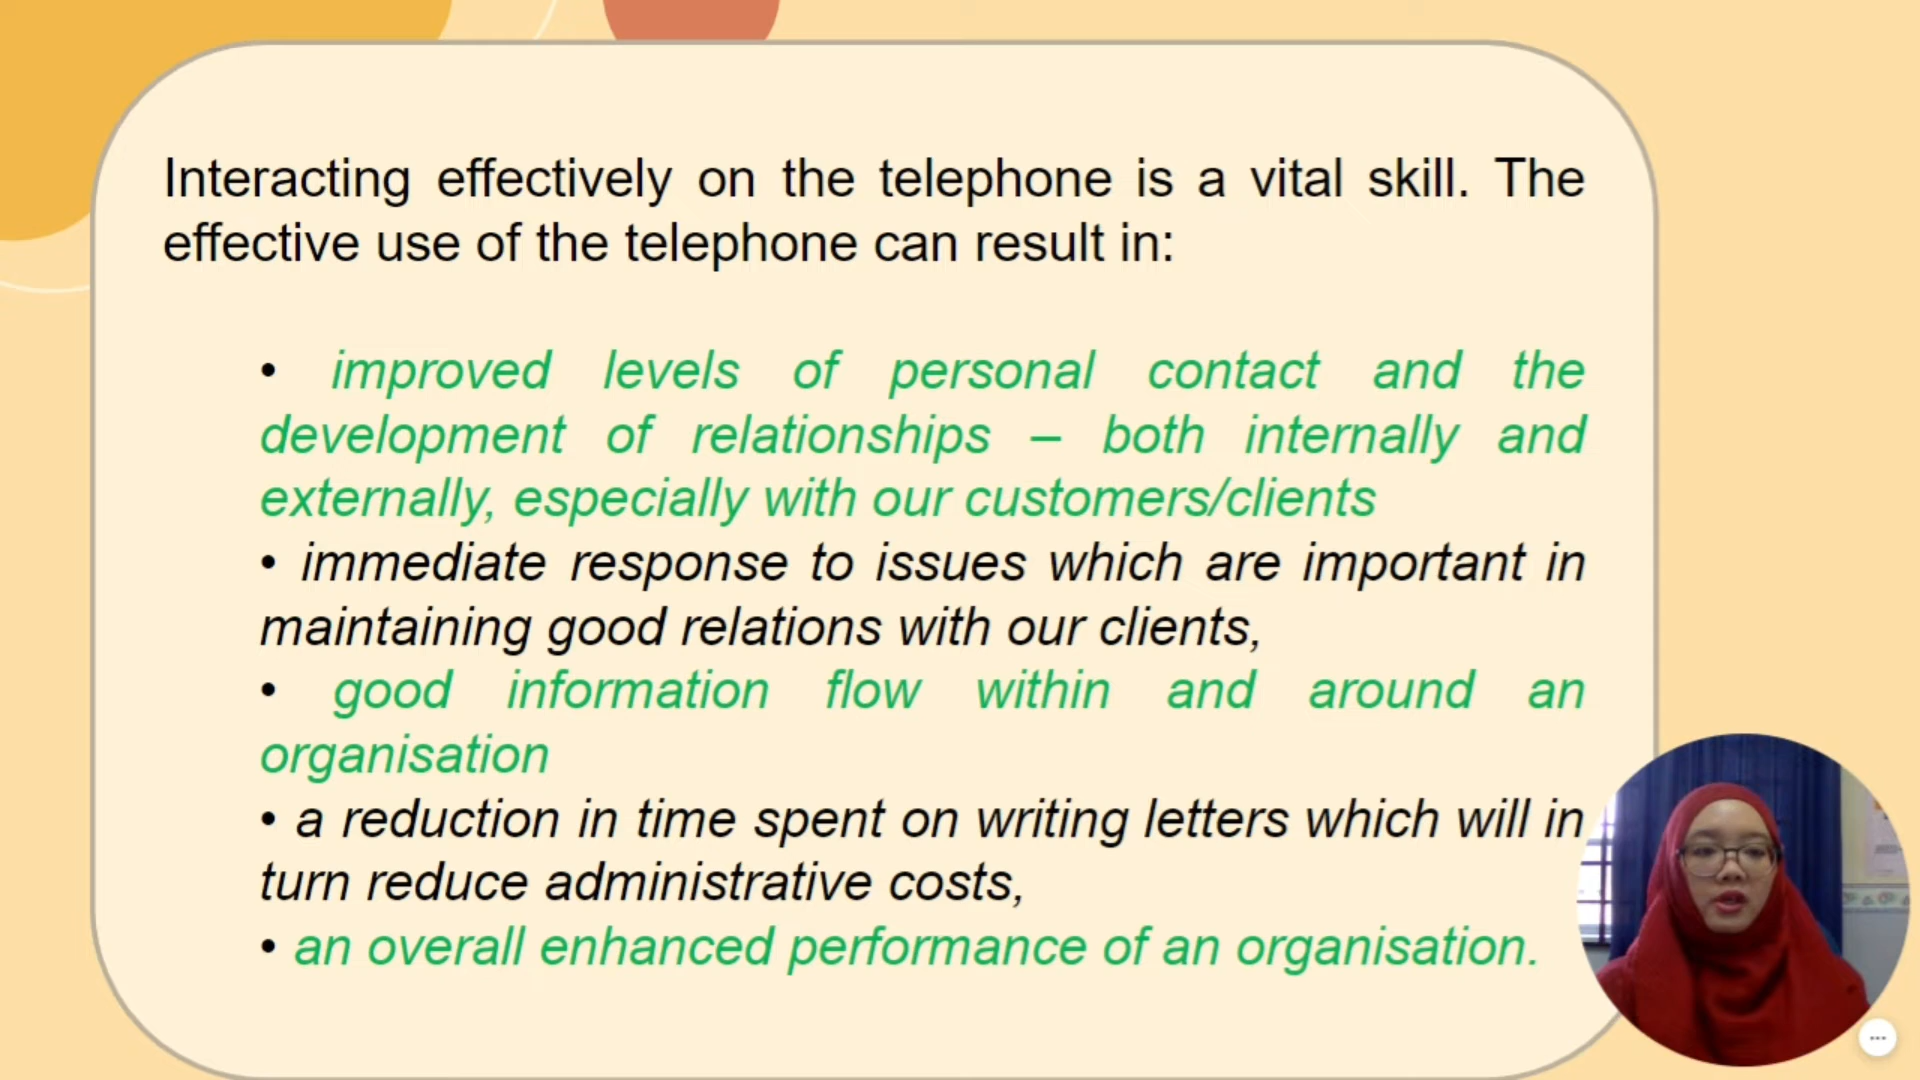 Interacting effectively on the telephone is a vital skill. The
effective use of the telephone can result in:
• improved levels of personal contact and the
development of relationships – both internally and
externally, especially with our customers/clients
• immediate response to issues which are important in
maintaining good relations with our clients,
• good information flow within and around an
organisation
• a reduction in time spent on writing letters which will in
turn reduce administrative costs,
• an overall enhanced performance of an organisation.